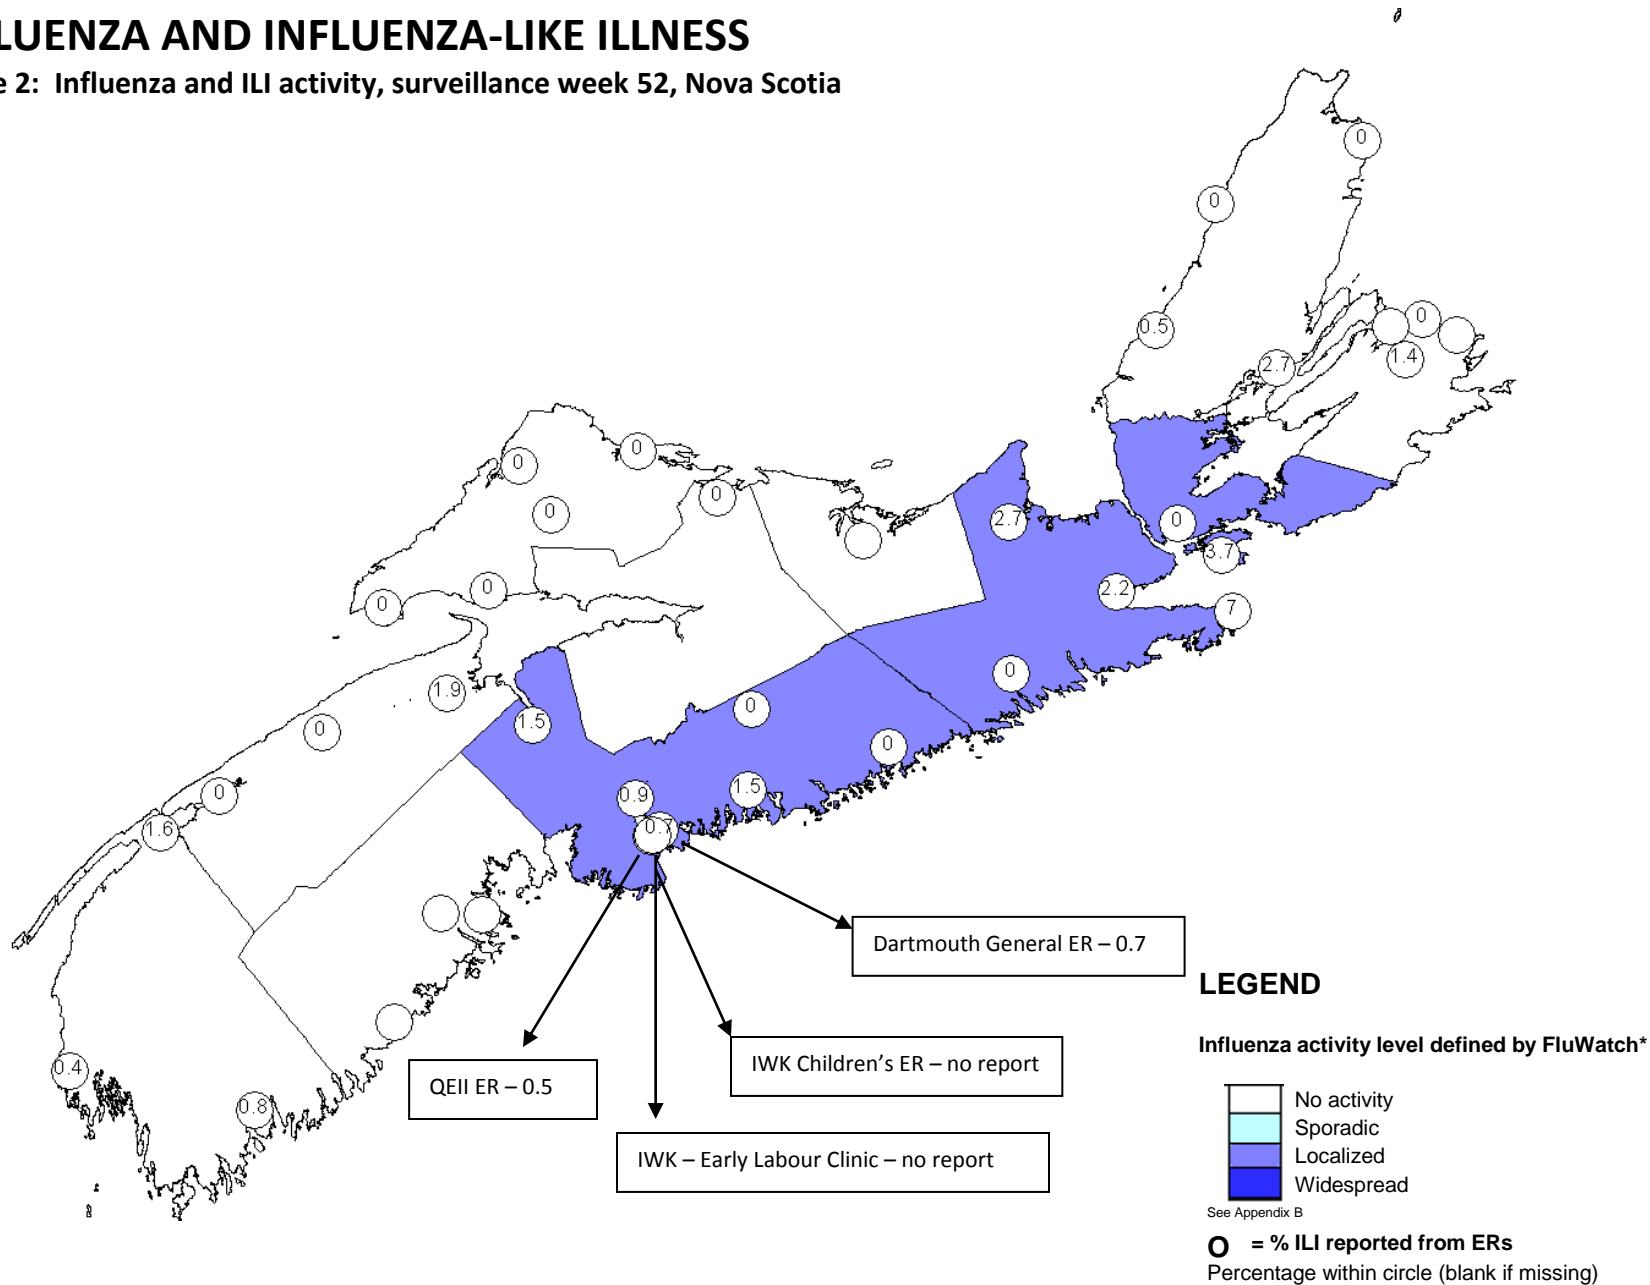 LUENZA AND INFLUENZA-LIKE ILLNESS
e 2: Influenza and ILI activity, surveillance week 52, Nova Scotia
0
0
0.5
0
2.7
1.4
0
0
0
0
2.7
0
3.7
0
0
2.2
7
0
1.9
0
1.5
0
0
0
0.9
1.5
1.6
0.7
Dartmouth General ER – 0.7
LEGEND
Influenza activity level defined by FluWatch*
IWK Children's ER – no report
QEII ER – 0.5
0.4
0.8
IWK – Early Labour Clinic – no report
No activity
Sporadic
Localized
Widespread
See Appendix B
O = % ILI reported from ERs
Percentage within circle (blank if missing)